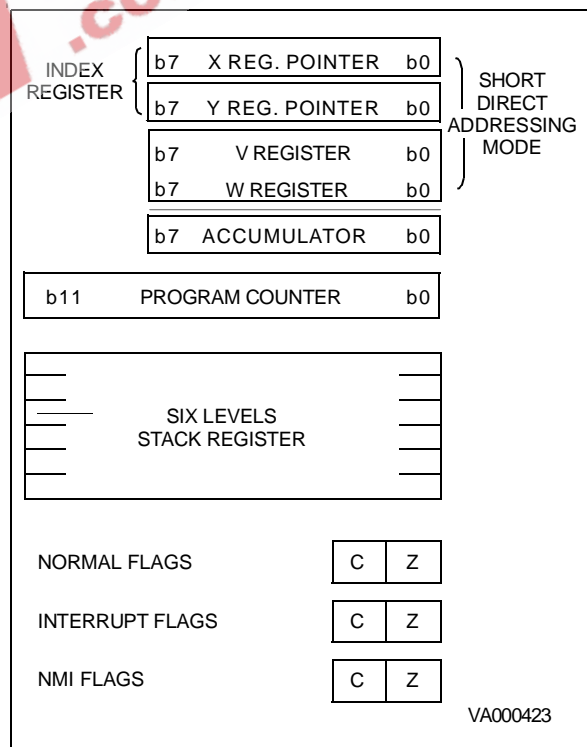 .co
INDEX
REGISTER
b7 X REG. POINTER b0
b7 Y REG. POINTER b0
b7 V REGISTER b0
b7 W REGISTER b0
SHORT
DIRECT
ADDRESSING
MODE
b7 ACCUMULATOR b0
b11 PROGRAM COUNTER b0
SIX LEVELS
STACK REGISTER
NORMAL FLAGS C Z
INTERRUPT FLAGS C Z
NMI FLAGS C Z
VA000423